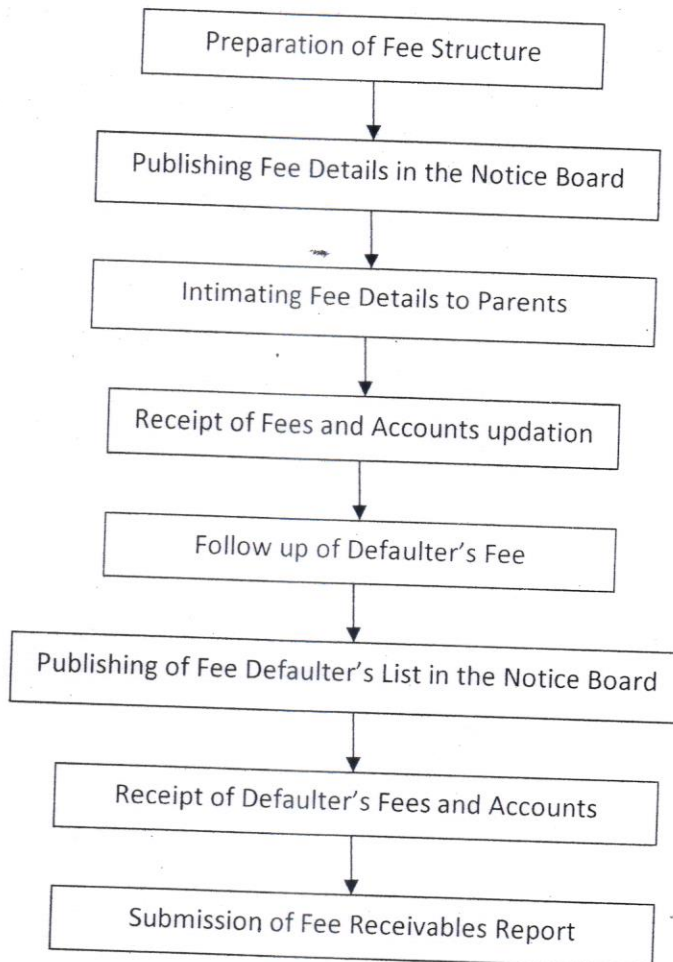 Preparation of Fee Structure
Publishing Fee Details in the Notice Board
Intimating Fee Details to Parents
Receipt of Fees and Accounts updation
Follow up of Defaulter's Fee
Publishing of Fee Defaulter's List in the Notice Board
Receipt of Defaulter's Fees and Accounts
Submission of Fee Receivables Report